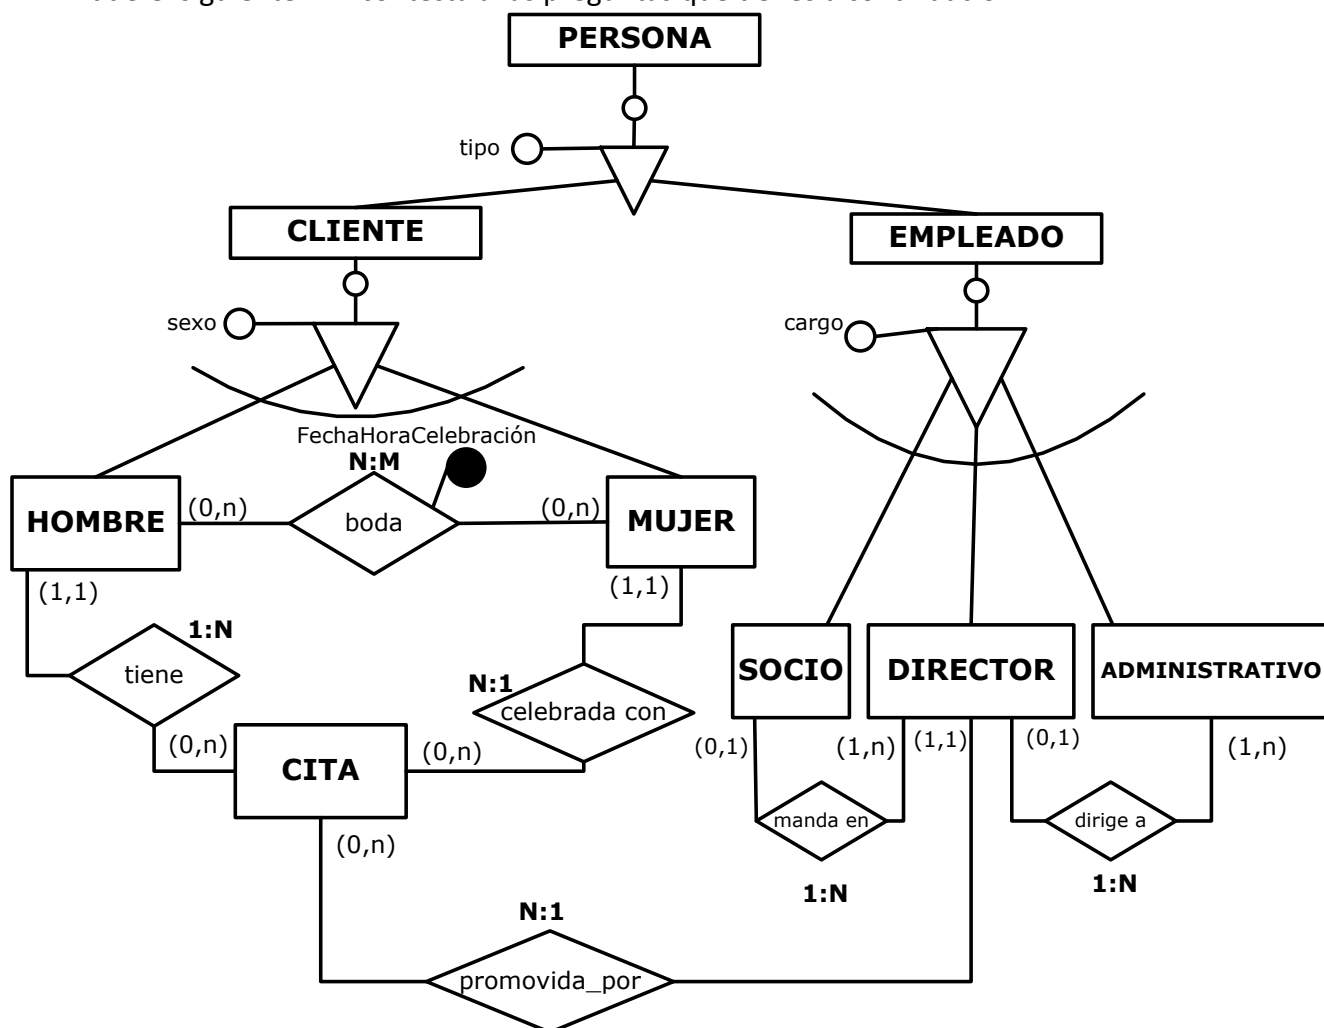 PERSONA
tipo
CLIENTE
EMPLEADO
sexo
cargo
FechaHoraCelebración
N:M
HOMBRE
(0,n)
boda
(0,n)
MUJER
(1,1)
(1,1)
1:N
tiene
N:1
celebrada con
SOCIO
DIRECTOR
ADMINISTRATIVO
(0,n)
CITA
(0,n)
(0,1)
(1,n)
(1,1)
(0,1)
(1,n)
manda en
dirige a
(0,n)
1:N
1:N
N:1
promovida_por